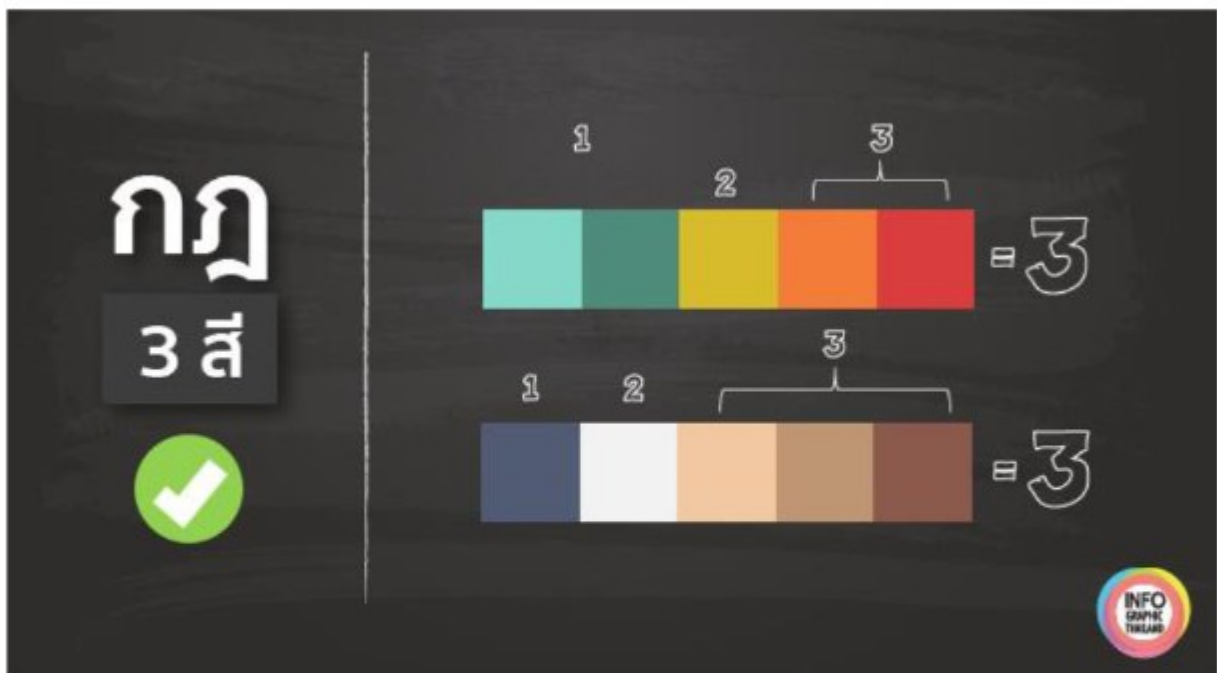 กฎ
3 สี
1
2
3
= 3
1
2
3
= 3
INFO
GRAPHIC
THAILAND